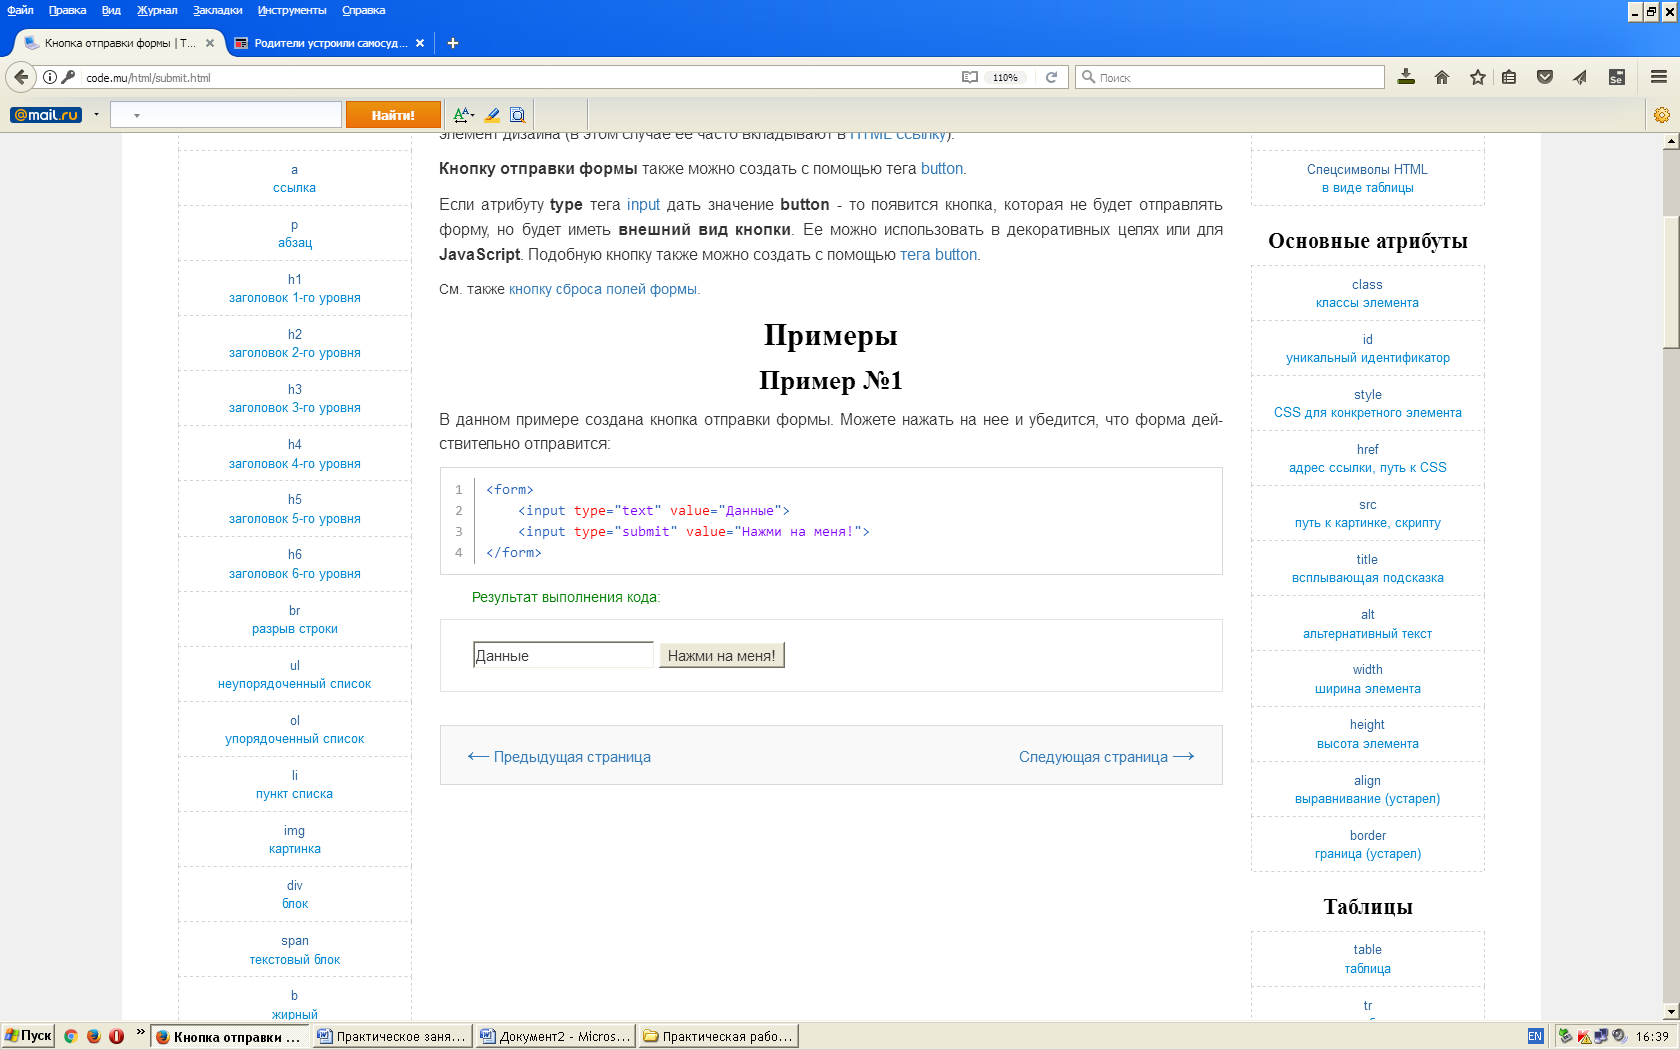 Файл Правка Вид Журнал Закладки Инструменты Справка
Кнопка отправки формы | Т...
Родители устроили самосуд...
code.mu/html/submit.html
110%
Поиск
@mail.ru
Найти!
a
ссылка
p
абзац
h1
заголовок 1-го уровня
h2
заголовок 2-го уровня
h3
заголовок 3-го уровня
h4
заголовок 4-го уровня
h5
заголовок 5-го уровня
h6
заголовок 6-го уровня
br
разрыв строки
ul
неупорядоченный список
ol
упорядоченный список
li
пункт списка
img
картинка
div
блок
span
текстовый блок
b
жирный
элемент дизайна (в этом случае ее часто вкладывают в HTML ссылку).
Кнопку отправки формы также можно создать с помощью тега button.
Если атрибуту type тега input дать значение button - то появится кнопка, которая не будет отправлять
форму, но будет иметь внешний вид кнопки. Ее можно использовать в декоративных целях или для
JavaScript. Подобную кнопку также можно создать с помощью тега button.
См. также кнопку сброса полей формы.
Примеры
Пример №1
В данном примере создана кнопка отправки формы. Можете нажать на нее и убедится, что форма дей-
ствительно отправится:
1 <form>
2 <input type="text" value="Данные">
3 <input type="submit" value="Нажми на меня!">
4 </form>
Результат выполнения кода:
Данные Нажми на меня!
⟵ Предыдущая страница Следующая страница ⟶
Спецсимволы HTML
в виде таблицы
Основные атрибуты
class
классы элемента
id
уникальный идентификатор
style
CSS для конкретного элемента
href
адрес ссылки, путь к CSS
src
путь к картинке, скрипту
title
всплывающая подсказка
alt
альтернативный текст
width
ширина элемента
height
высота элемента
align
выравнивание (устарел)
border
граница (устарел)
Таблицы
table
таблица
tr
Пуск
»
Кнопка отправки ...
Практическое заня...
Документ2 - Micros...
Практическая рабо...
EN
16:39